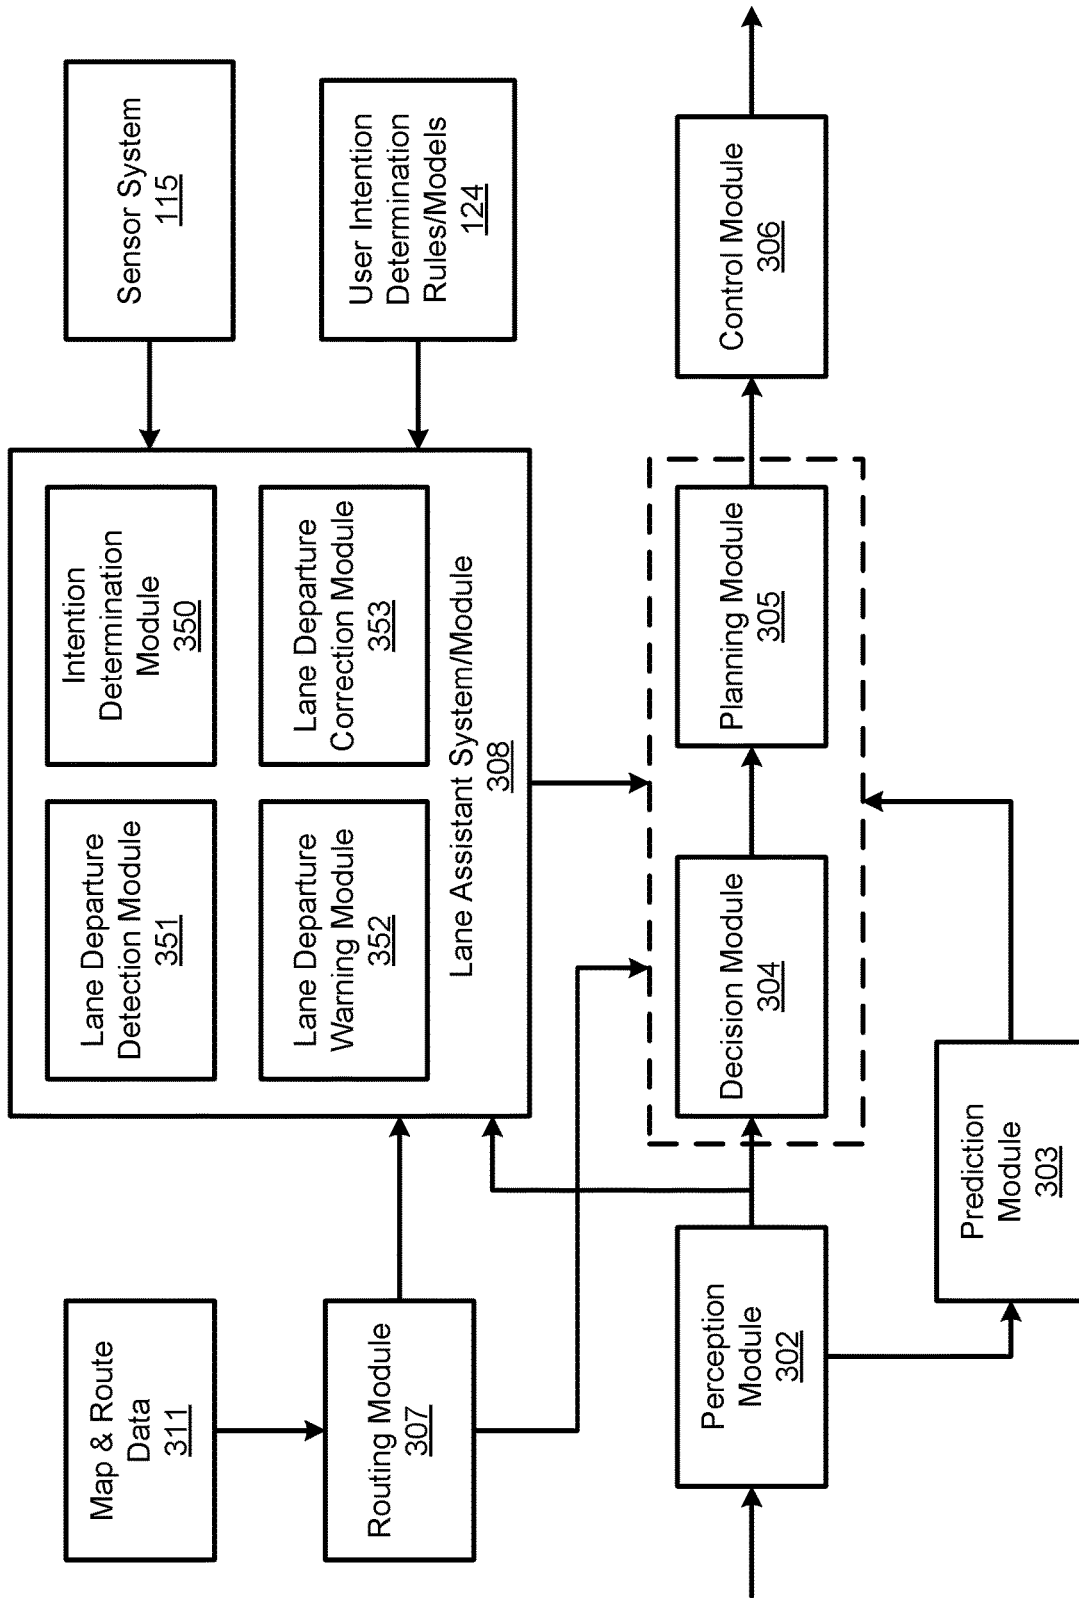 Map & Route
Data
311
Routing Module
307
Lane Departure
Detection Module
351
Intention
Determination
Module
350
Lane Departure
Warning Module
352
Lane Departure
Correction Module
353
Lane Assistant System/Module
308
Sensor System
115
User Intention
Determination
Rules/Models
124
Perception
Module
302
Decision Module
304
Planning Module
305
Control Module
306
Prediction
Module
303